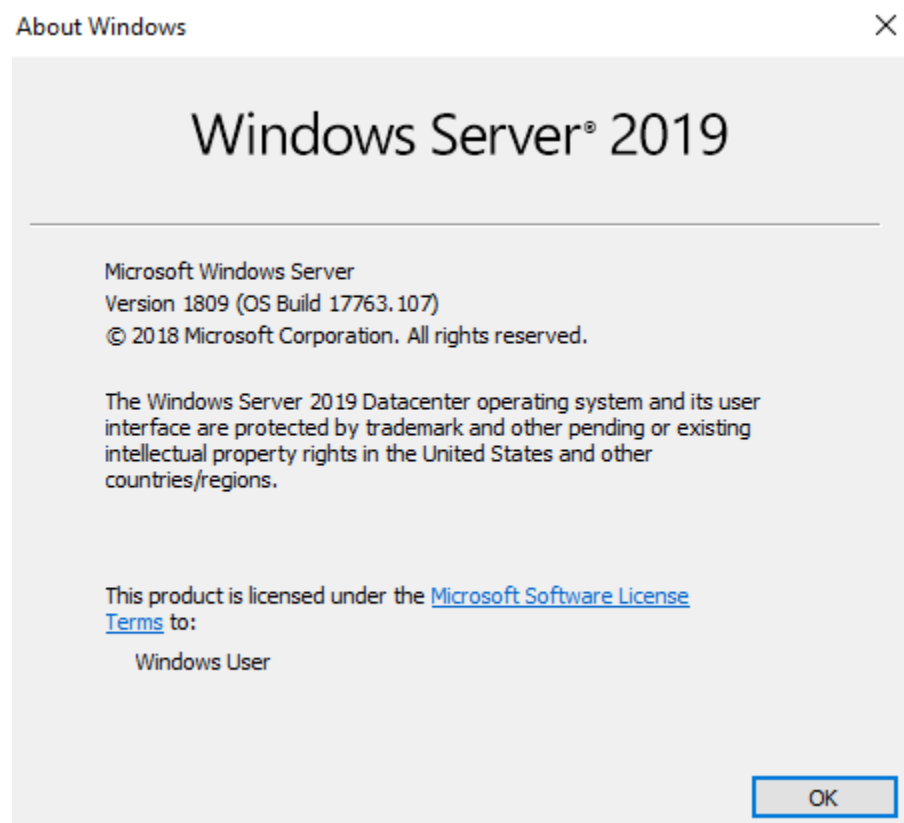 About Windows
Windows Server® 2019
Microsoft Windows Server
Version 1809 (OS Build 17763.107)
© 2018 Microsoft Corporation. All rights reserved.
The Windows Server 2019 Datacenter operating system and its user
interface are protected by trademark and other pending or existing
intellectual property rights in the United States and other
countries/regions.
This product is licensed under the Microsoft Software License
Terms to:
Windows User
OK